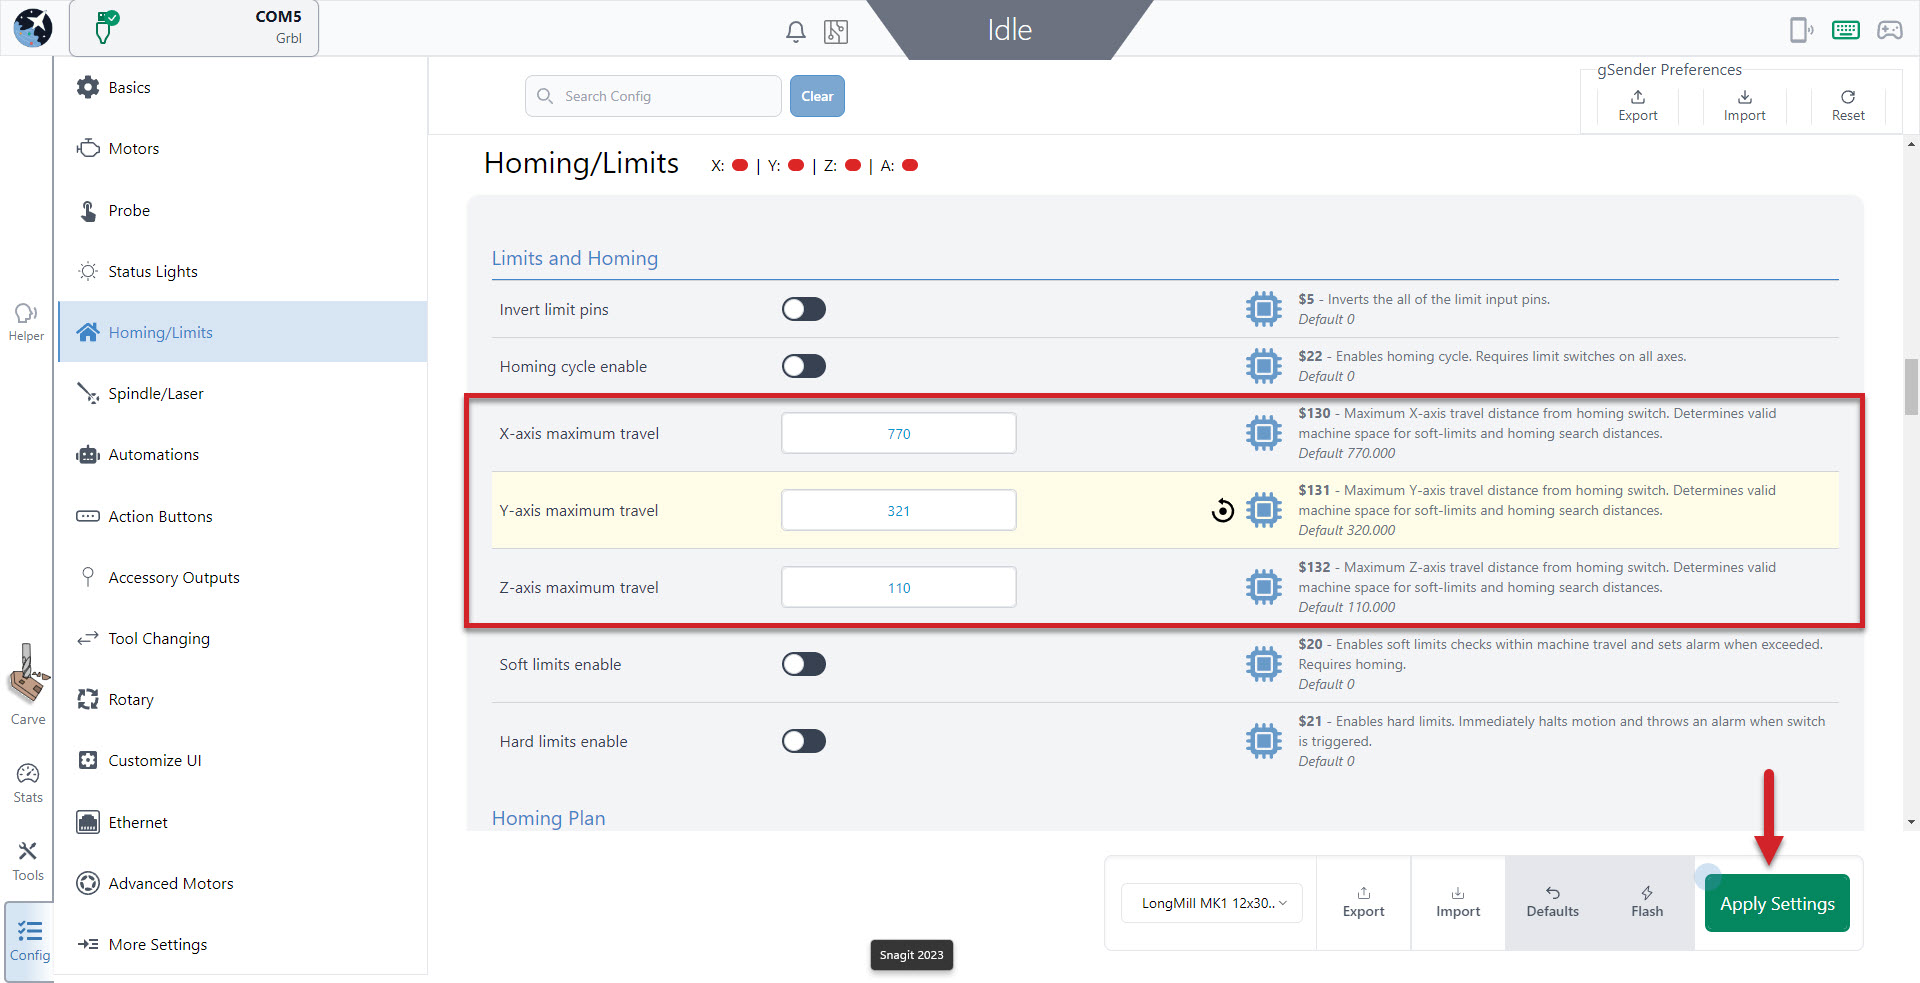 COM5
Grbl
Idle
Basics
Motors
Probe
Status Lights
Homing/Limits
Spindle/Laser
Automations
Action Buttons
Accessory Outputs
Tool Changing
Rotary
Customize UI
Ethernet
Advanced Motors
More Settings
Helper
Carve
Stats
Tools
Config
Search Config
Clear
gSender Preferences
Export
Import
Reset
Homing/Limits X: | Y: | Z: | A:
Limits and Homing
Invert limit pins
$5 - Inverts the all of the limit input pins.
Default 0
Homing cycle enable
$22 - Enables homing cycle. Requires limit switches on all axes.
Default 0
X-axis maximum travel
770
$130 - Maximum X-axis travel distance from homing switch. Determines valid
machine space for soft-limits and homing search distances.
Default 770.000
Y-axis maximum travel
321
$131 - Maximum Y-axis travel distance from homing switch. Determines valid
machine space for soft-limits and homing search distances.
Default 320.000
Z-axis maximum travel
110
$132 - Maximum Z-axis travel distance from homing switch. Determines valid
machine space for soft-limits and homing search distances.
Default 110.000
Soft limits enable
$20 - Enables soft limits checks within machine travel and sets alarm when exceeded.
Requires homing.
Default 0
Hard limits enable
$21 - Enables hard limits. Immediately halts motion and throws an alarm when switch
is triggered.
Default 0
Homing Plan
LongMill MK1 12x30..
Export
Import
Defaults
Flash
Apply Settings
Snagit 2023